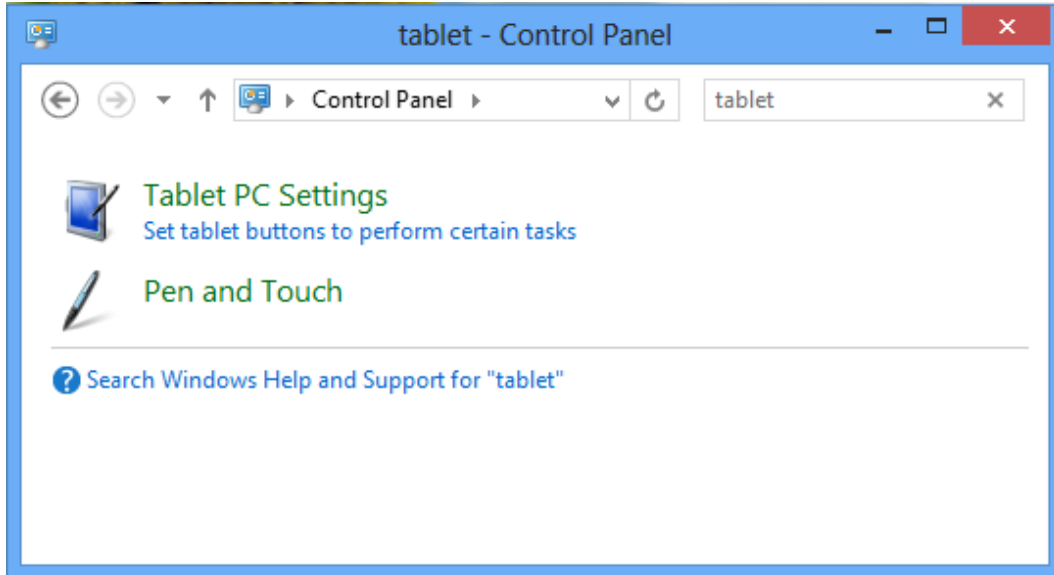 tablet - Control Panel
Control Panel
tablet
Tablet PC Settings
Set tablet buttons to perform certain tasks
Pen and Touch
Search Windows Help and Support for "tablet"